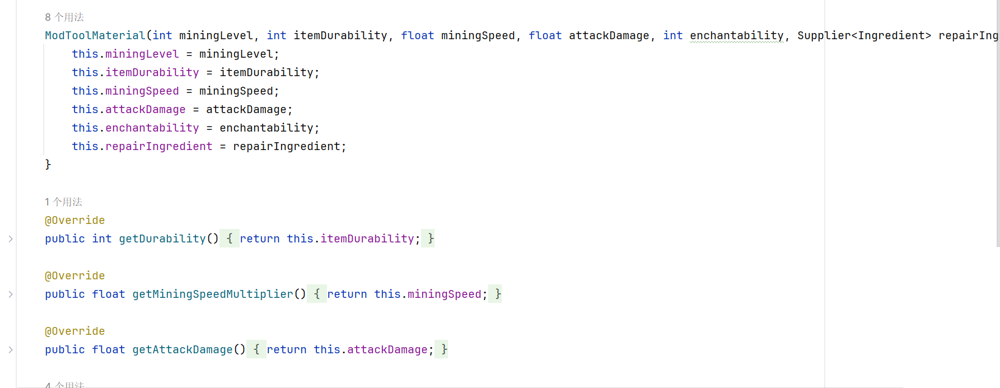 8 个用法
ModToolMaterial(int miningLevel, int itemDurability, float miningSpeed, float attackDamage, int enchantability, Supplier<Ingredient> repairIng
this.miningLevel = miningLevel;
this.itemDurability = itemDurability;
this.miningSpeed = miningSpeed;
this.attackDamage = attackDamage;
this.enchantability = enchantability;
this.repairIngredient = repairIngredient;
}
1 个用法
@Override
public int getDurability() { return this.itemDurability; }
@Override
public float getMiningSpeedMultiplier() { return this.miningSpeed; }
@Override
public float getAttackDamage() { return this.attackDamage; }
4 个用法